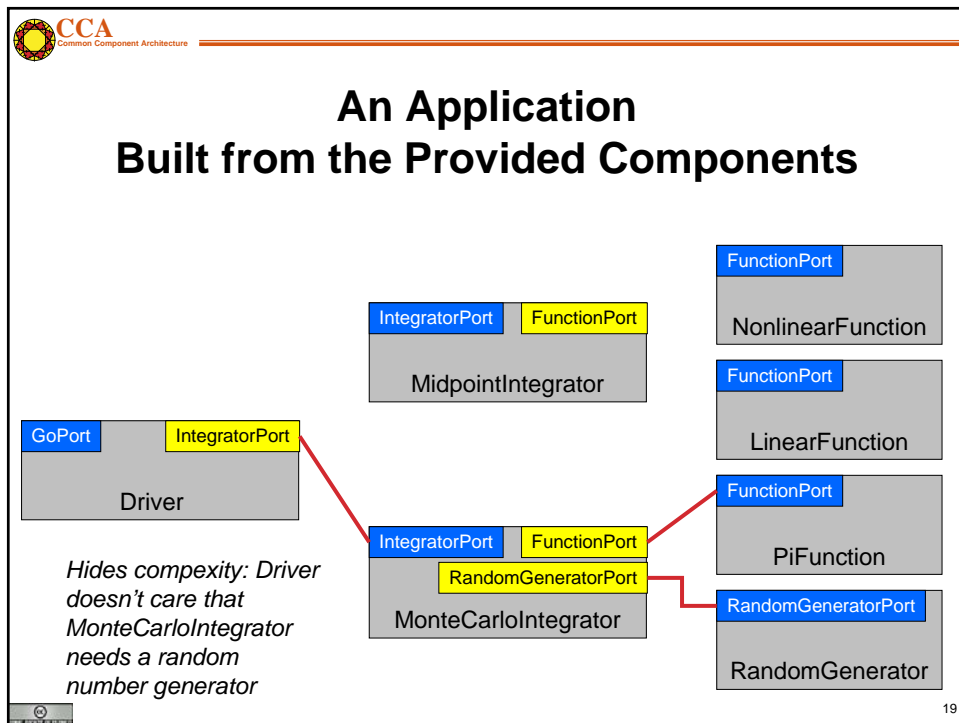 CCA
Common Component Architecture
An Application
Built from the Provided Components
FunctionPort
NonlinearFunction
IntegratorPort FunctionPort
MidpointIntegrator
FunctionPort
LinearFunction
GoPort IntegratorPort
Driver
FunctionPort
PiFunction
IntegratorPort FunctionPort
RandomGeneratorPort
MonteCarloIntegrator
RandomGeneratorPort
RandomGenerator
Hides compexity: Driver
doesn't care that
MonteCarloIntegrator
needs a random
number generator
cc
19